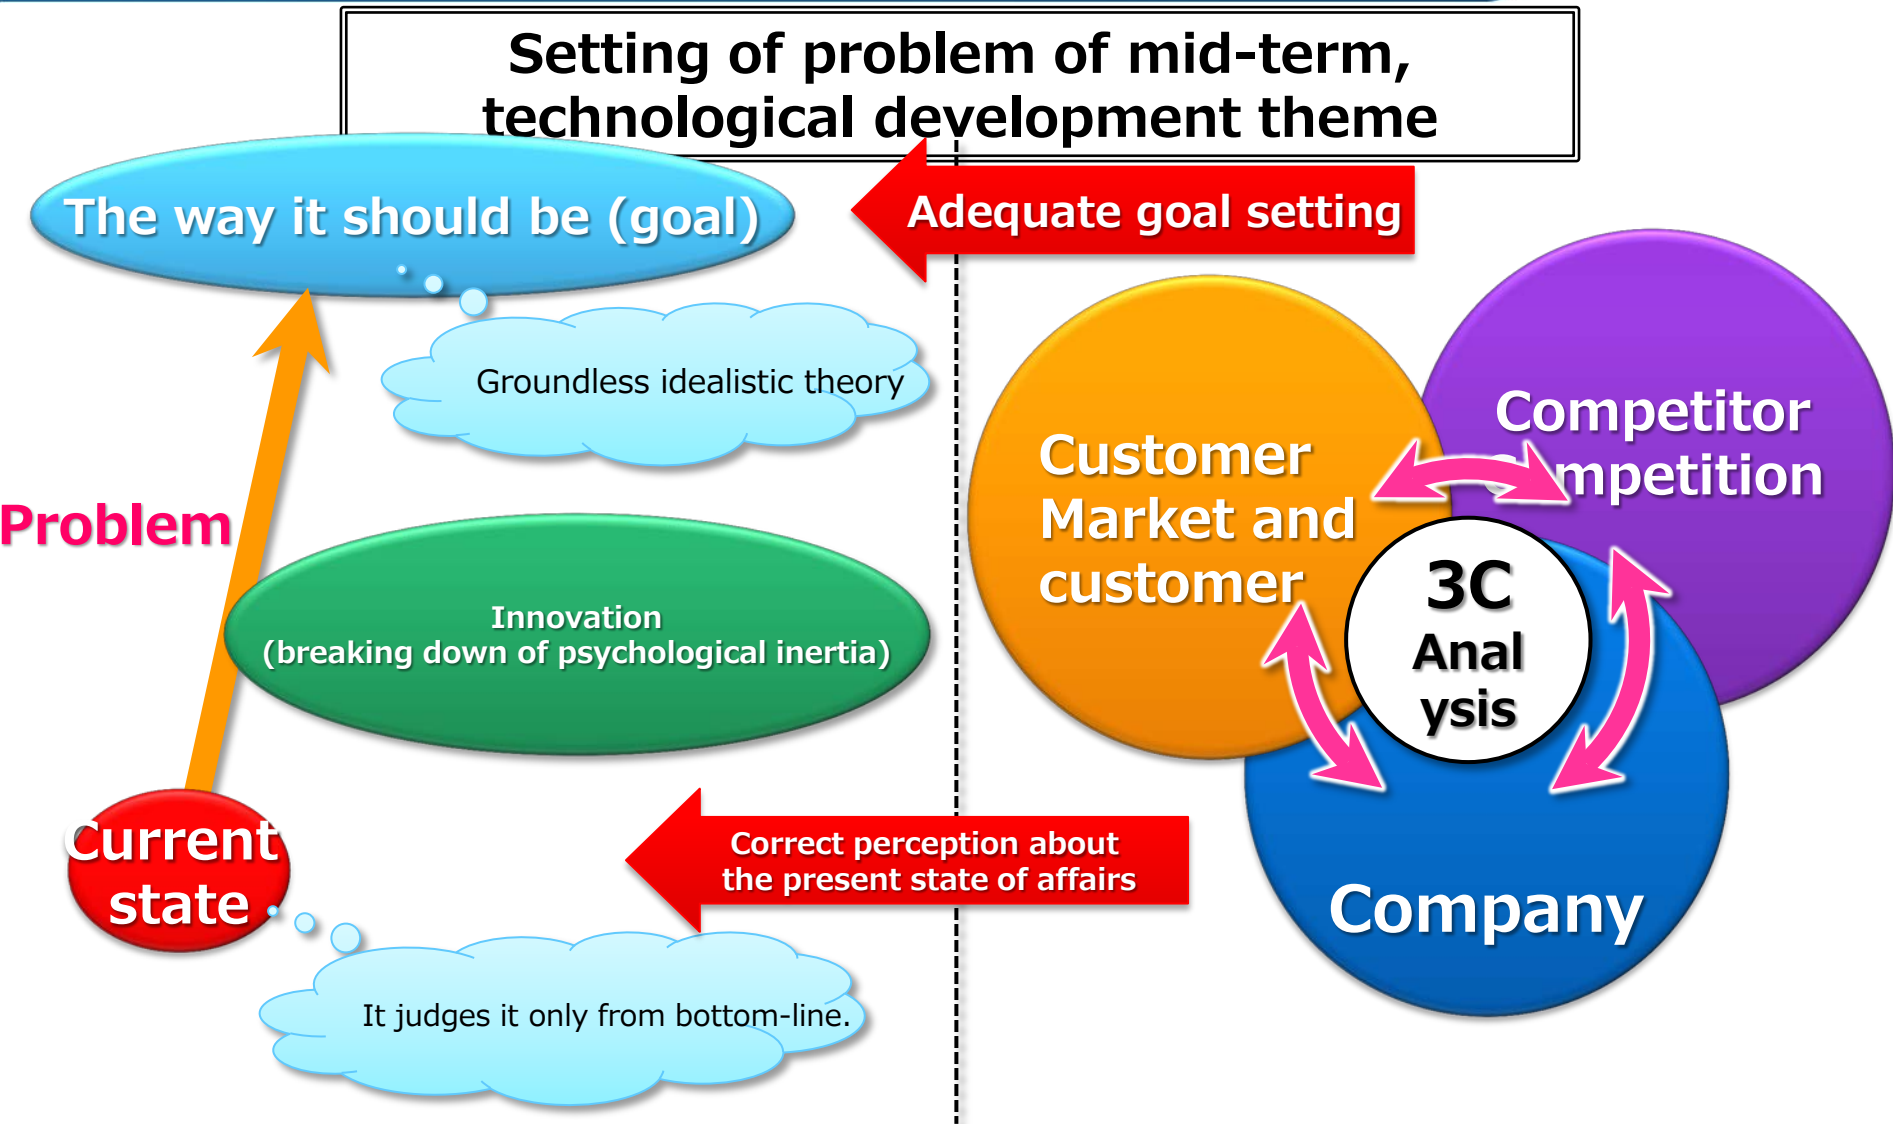 Setting of problem of mid-term,
technological development theme
The way it should be (goal)
Adequate goal setting
Groundless idealistic theory
Problem
Innovation
(breaking down of psychological inertia)
Current
state
It judges it only from bottom-line.
Correct perception about
the present state of affairs
Customer
Market and
customer
Competitor
Competition
3C
Anal
ysis
Company